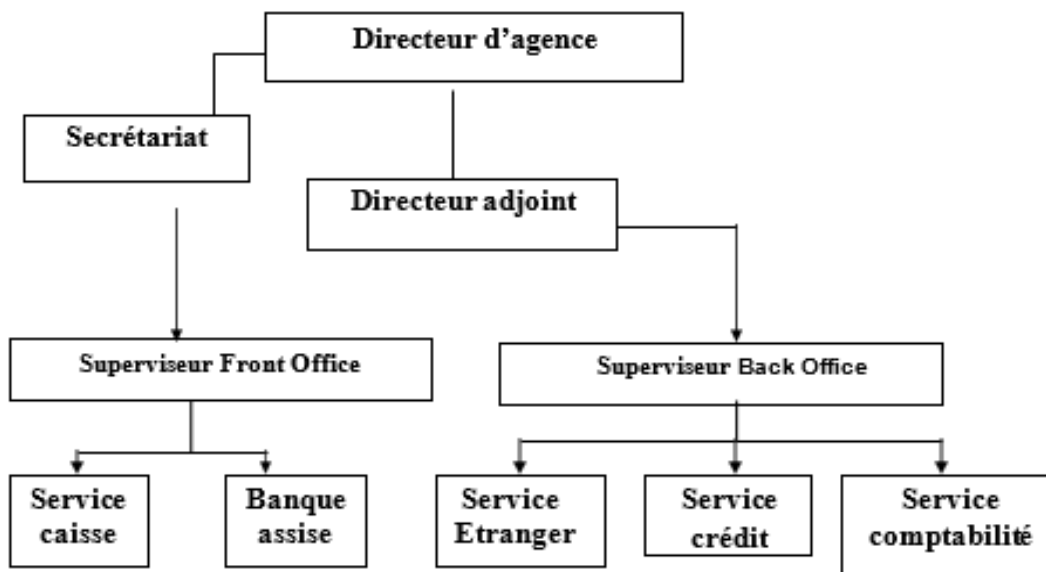 Directeur d'agence
Secrétariat
Directeur adjoint
Superviseur Front Office
Superviseur Back Office
Service
caisse
Banque
assise
Service
Etranger
Service
crédit
Service
comptabilité